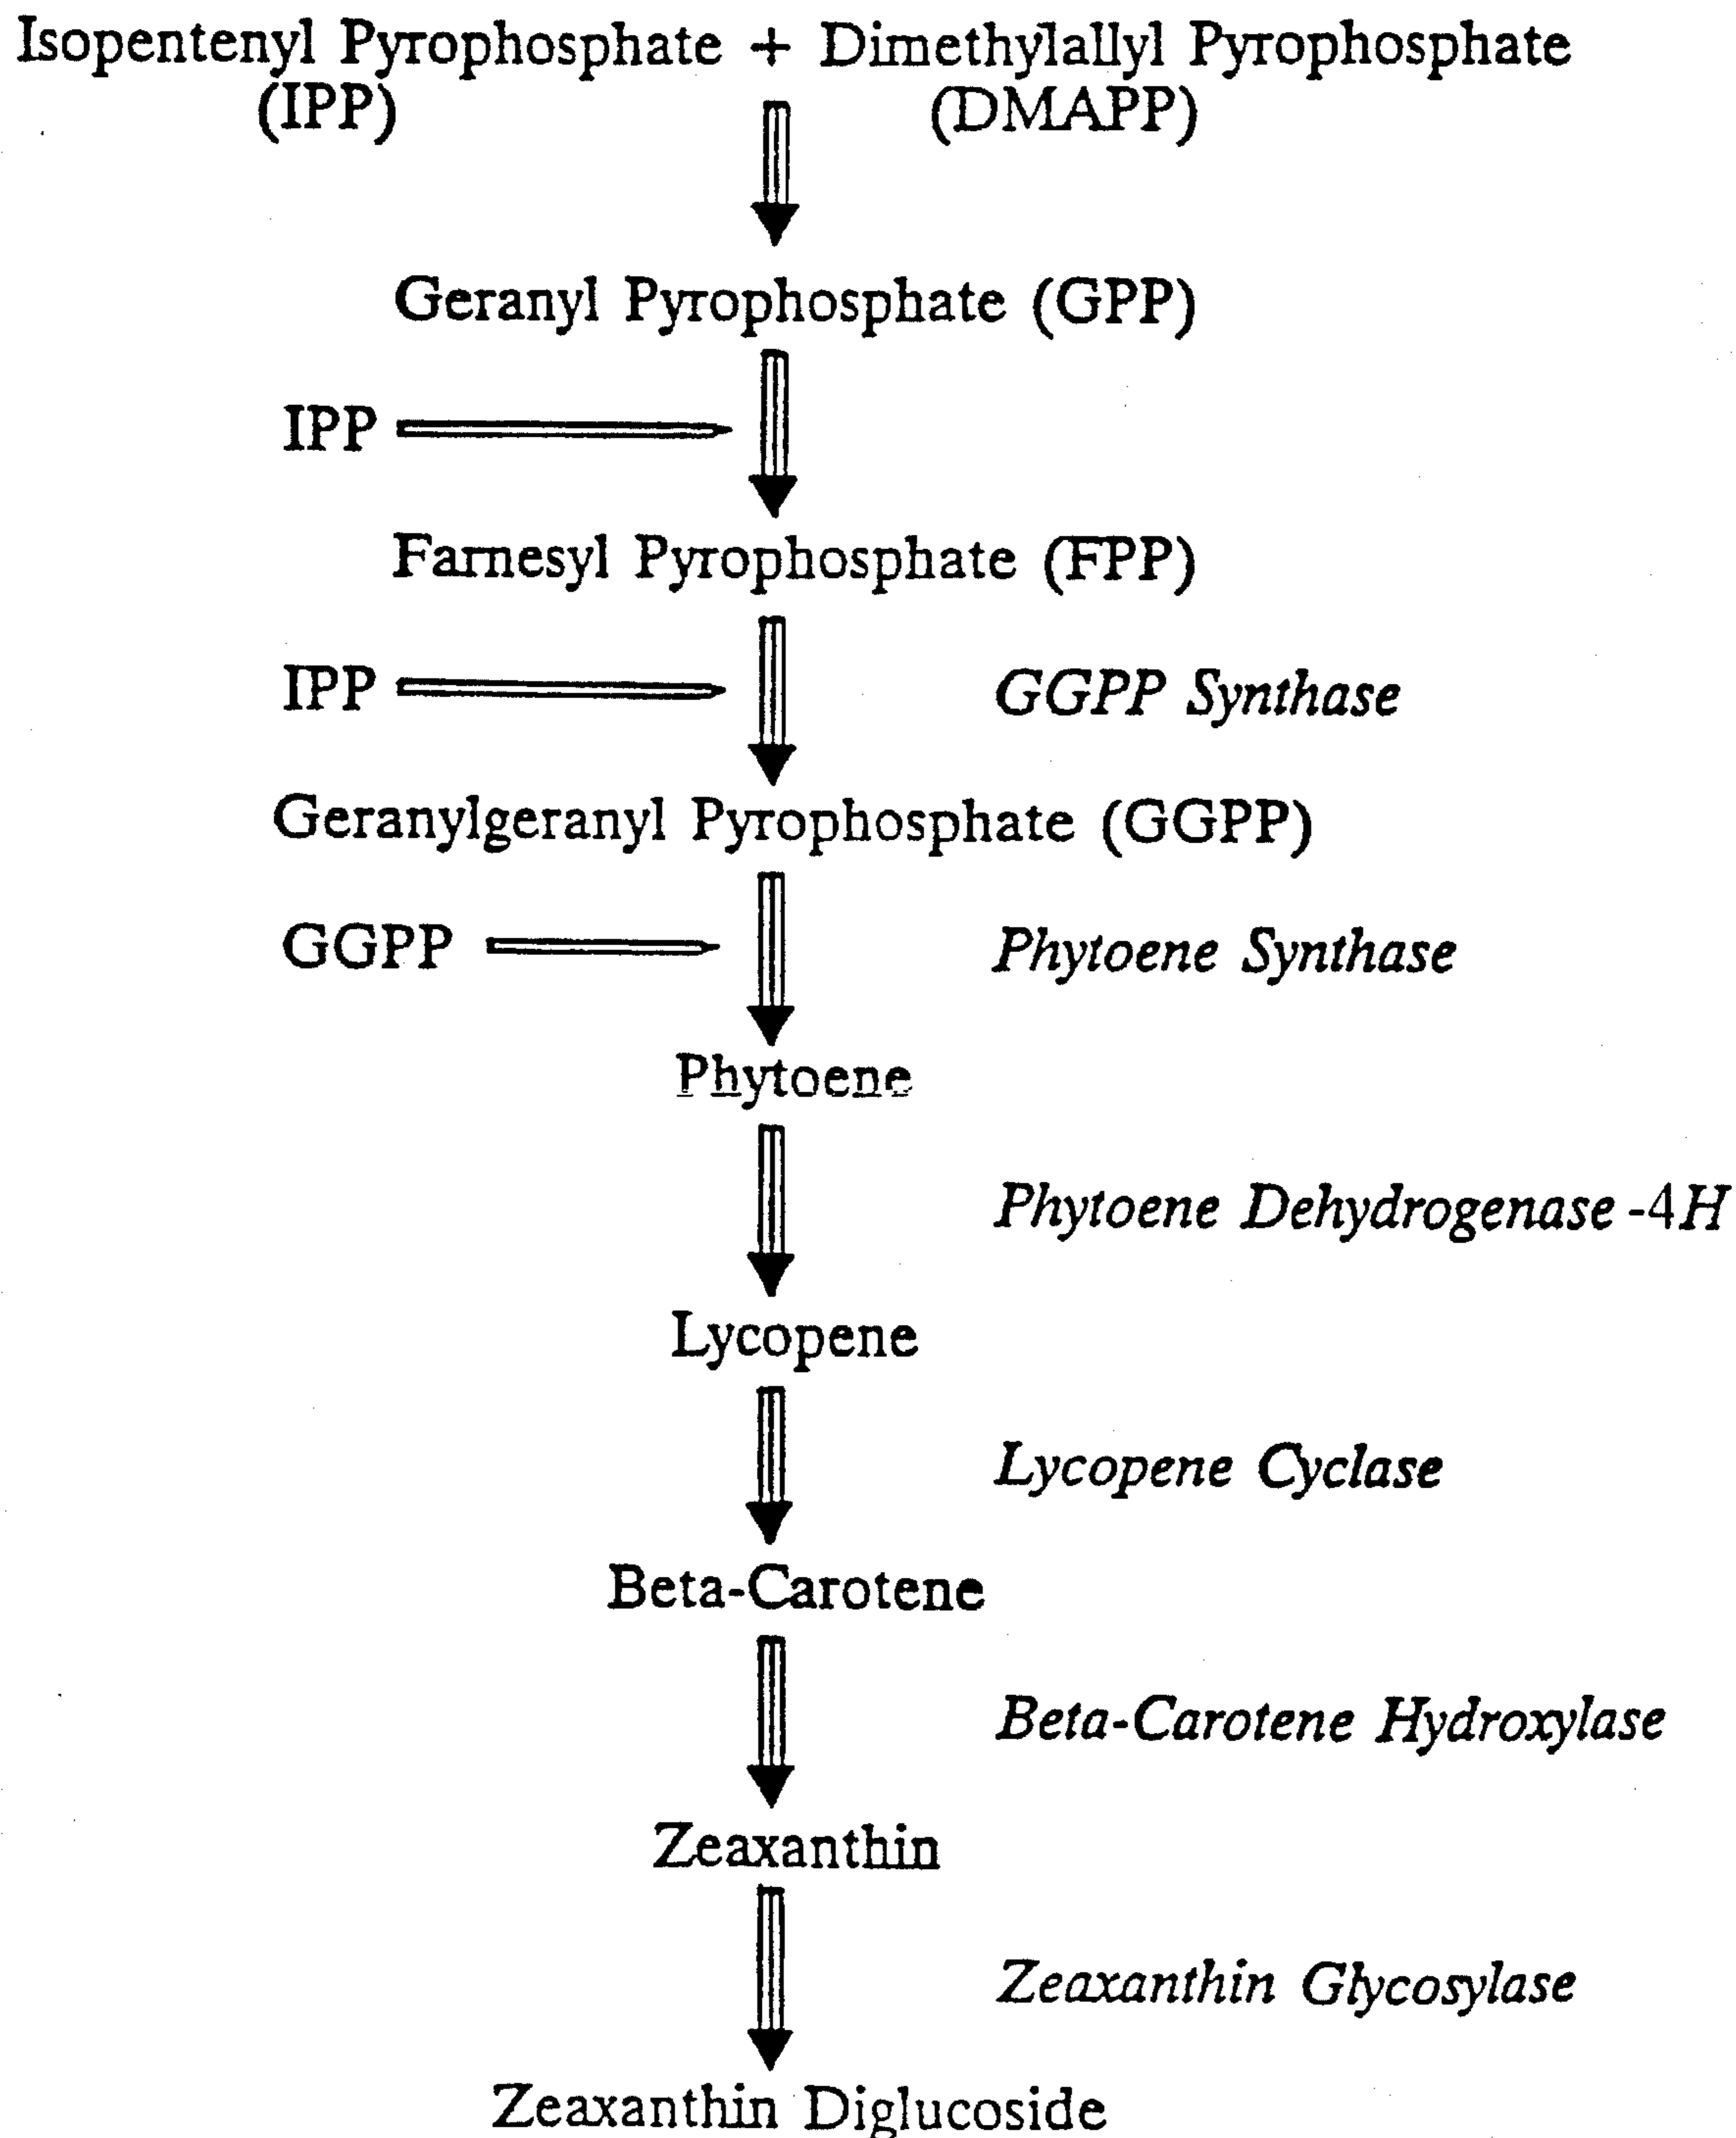 Isopentenyl Pyrophosphate + Dimethylallyl Pyrophosphate
(IPP) (DMAPP)
Geranyl Pyrophosphate (GPP)
IPP
Farnesyl Pyrophosphate (FPP)
IPP GGPP Synthase
Geranylgeranyl Pyrophosphate (GGPP)
GGPP Phytoene Synthase
Phytoene
Phytoene Dehydrogenase-4H
Lycopene
Lycopene Cyclase
Beta-Carotene
Beta-Carotene Hydroxylase
Zeaxanthin
Zeaxanthin Glycosylase
Zeaxanthin Diglucoside